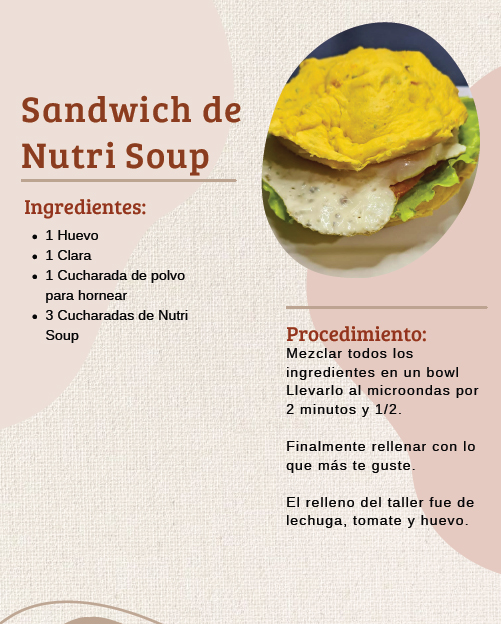 Sandwich de
Nutri Soup
Ingredientes:
• 1 Huevo
• 1 Clara
• 1 Cucharada de polvo
para hornear
• 3 Cucharadas de Nutri
Soup
Procedimiento:
Mezclar todos los
ingredientes en un bowl
Llevarlo al microondas por
2 minutos y 1/2.
Finalmente rellenar con lo
que más te guste.
El relleno del taller fue de
lechuga, tomate y huevo.